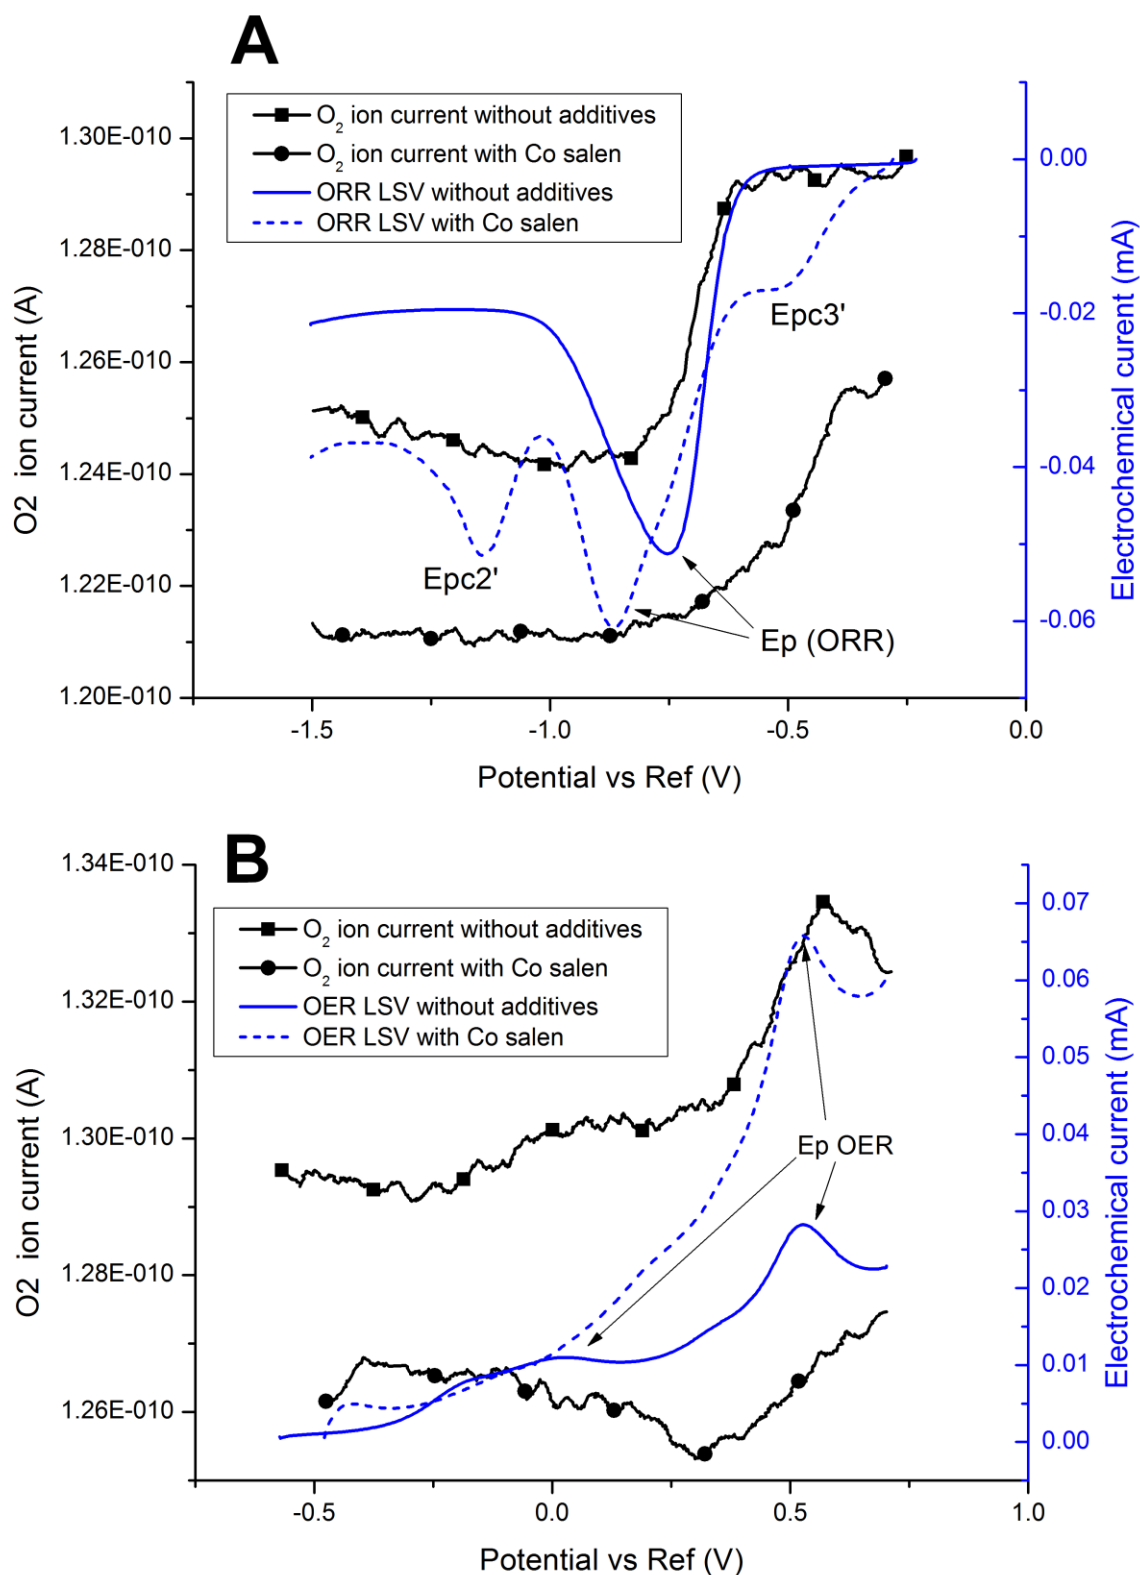 A
O₂ ion current without additives
O₂ ion current with Co salen
ORR LSV without additives
ORR LSV with Co salen
1.30E-010
1.28E-010
1.26E-010
1.24E-010
1.22E-010
1.20E-010
O2 ion current (A)
0.00
-0.02
-0.04
-0.06
Electrochemical curent (mA)
Epc3'
Epc2'
Ep (ORR)
-1.5
-1.0
-0.5
0.0
Potential vs Ref (V)
B
O₂ ion current without additives
O₂ ion current with Co salen
OER LSV without additives
OER LSV with Co salen
1.34E-010
1.32E-010
1.30E-010
1.28E-010
1.26E-010
O2 ion current (A)
0.07
0.06
0.05
0.04
0.03
0.02
0.01
0.00
Electrochemical current (mA)
Ep OER
-0.5
0.0
0.5
1.0
Potential vs Ref (V)